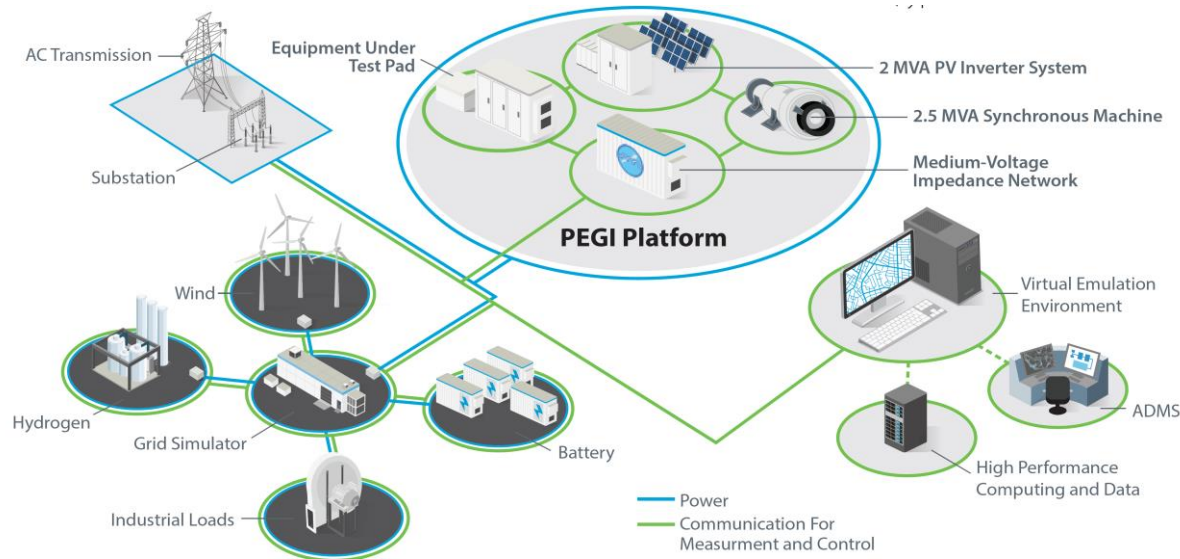 AC Transmission
Substation
Equipment Under
Test Pad
2 MVA PV Inverter System
2.5 MVA Synchronous Machine
Medium-Voltage
Impedance Network
PEGI Platform
Wind
Hydrogen
Grid Simulator
Battery
Industrial Loads
Virtual Emulation
Environment
ADMS
High Performance
Computing and Data
Power
Communication For
Measurment and Control